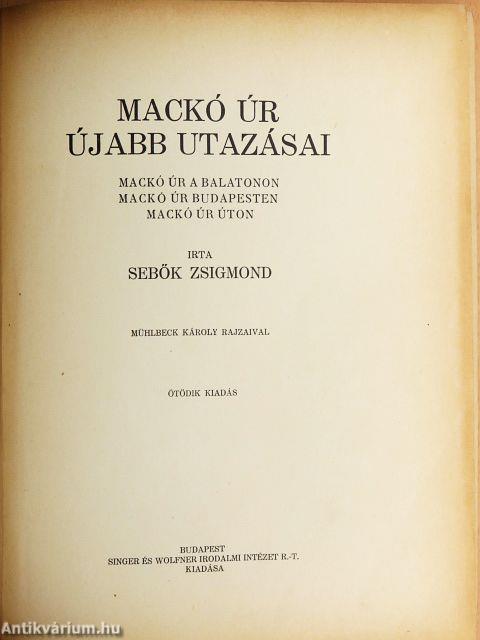 MACKÓ ÚR
ÚJABB UTAZÁSAI
MACKÓ ÚR A BALATONON
MACKÓ ÚR BUDAPESTEN
MACKÓ ÚR ÚTON
IRTA
SEBŐK ZSIGMOND
MÜHLBECK KÁROLY RAJZAIVAL
ÖTÖDIK KIADÁS
BUDAPEST
SINGER ÉS WOLFNER IRODALMI INTÉZET R.-T.
KIADÁSA
Antikvárium.hu